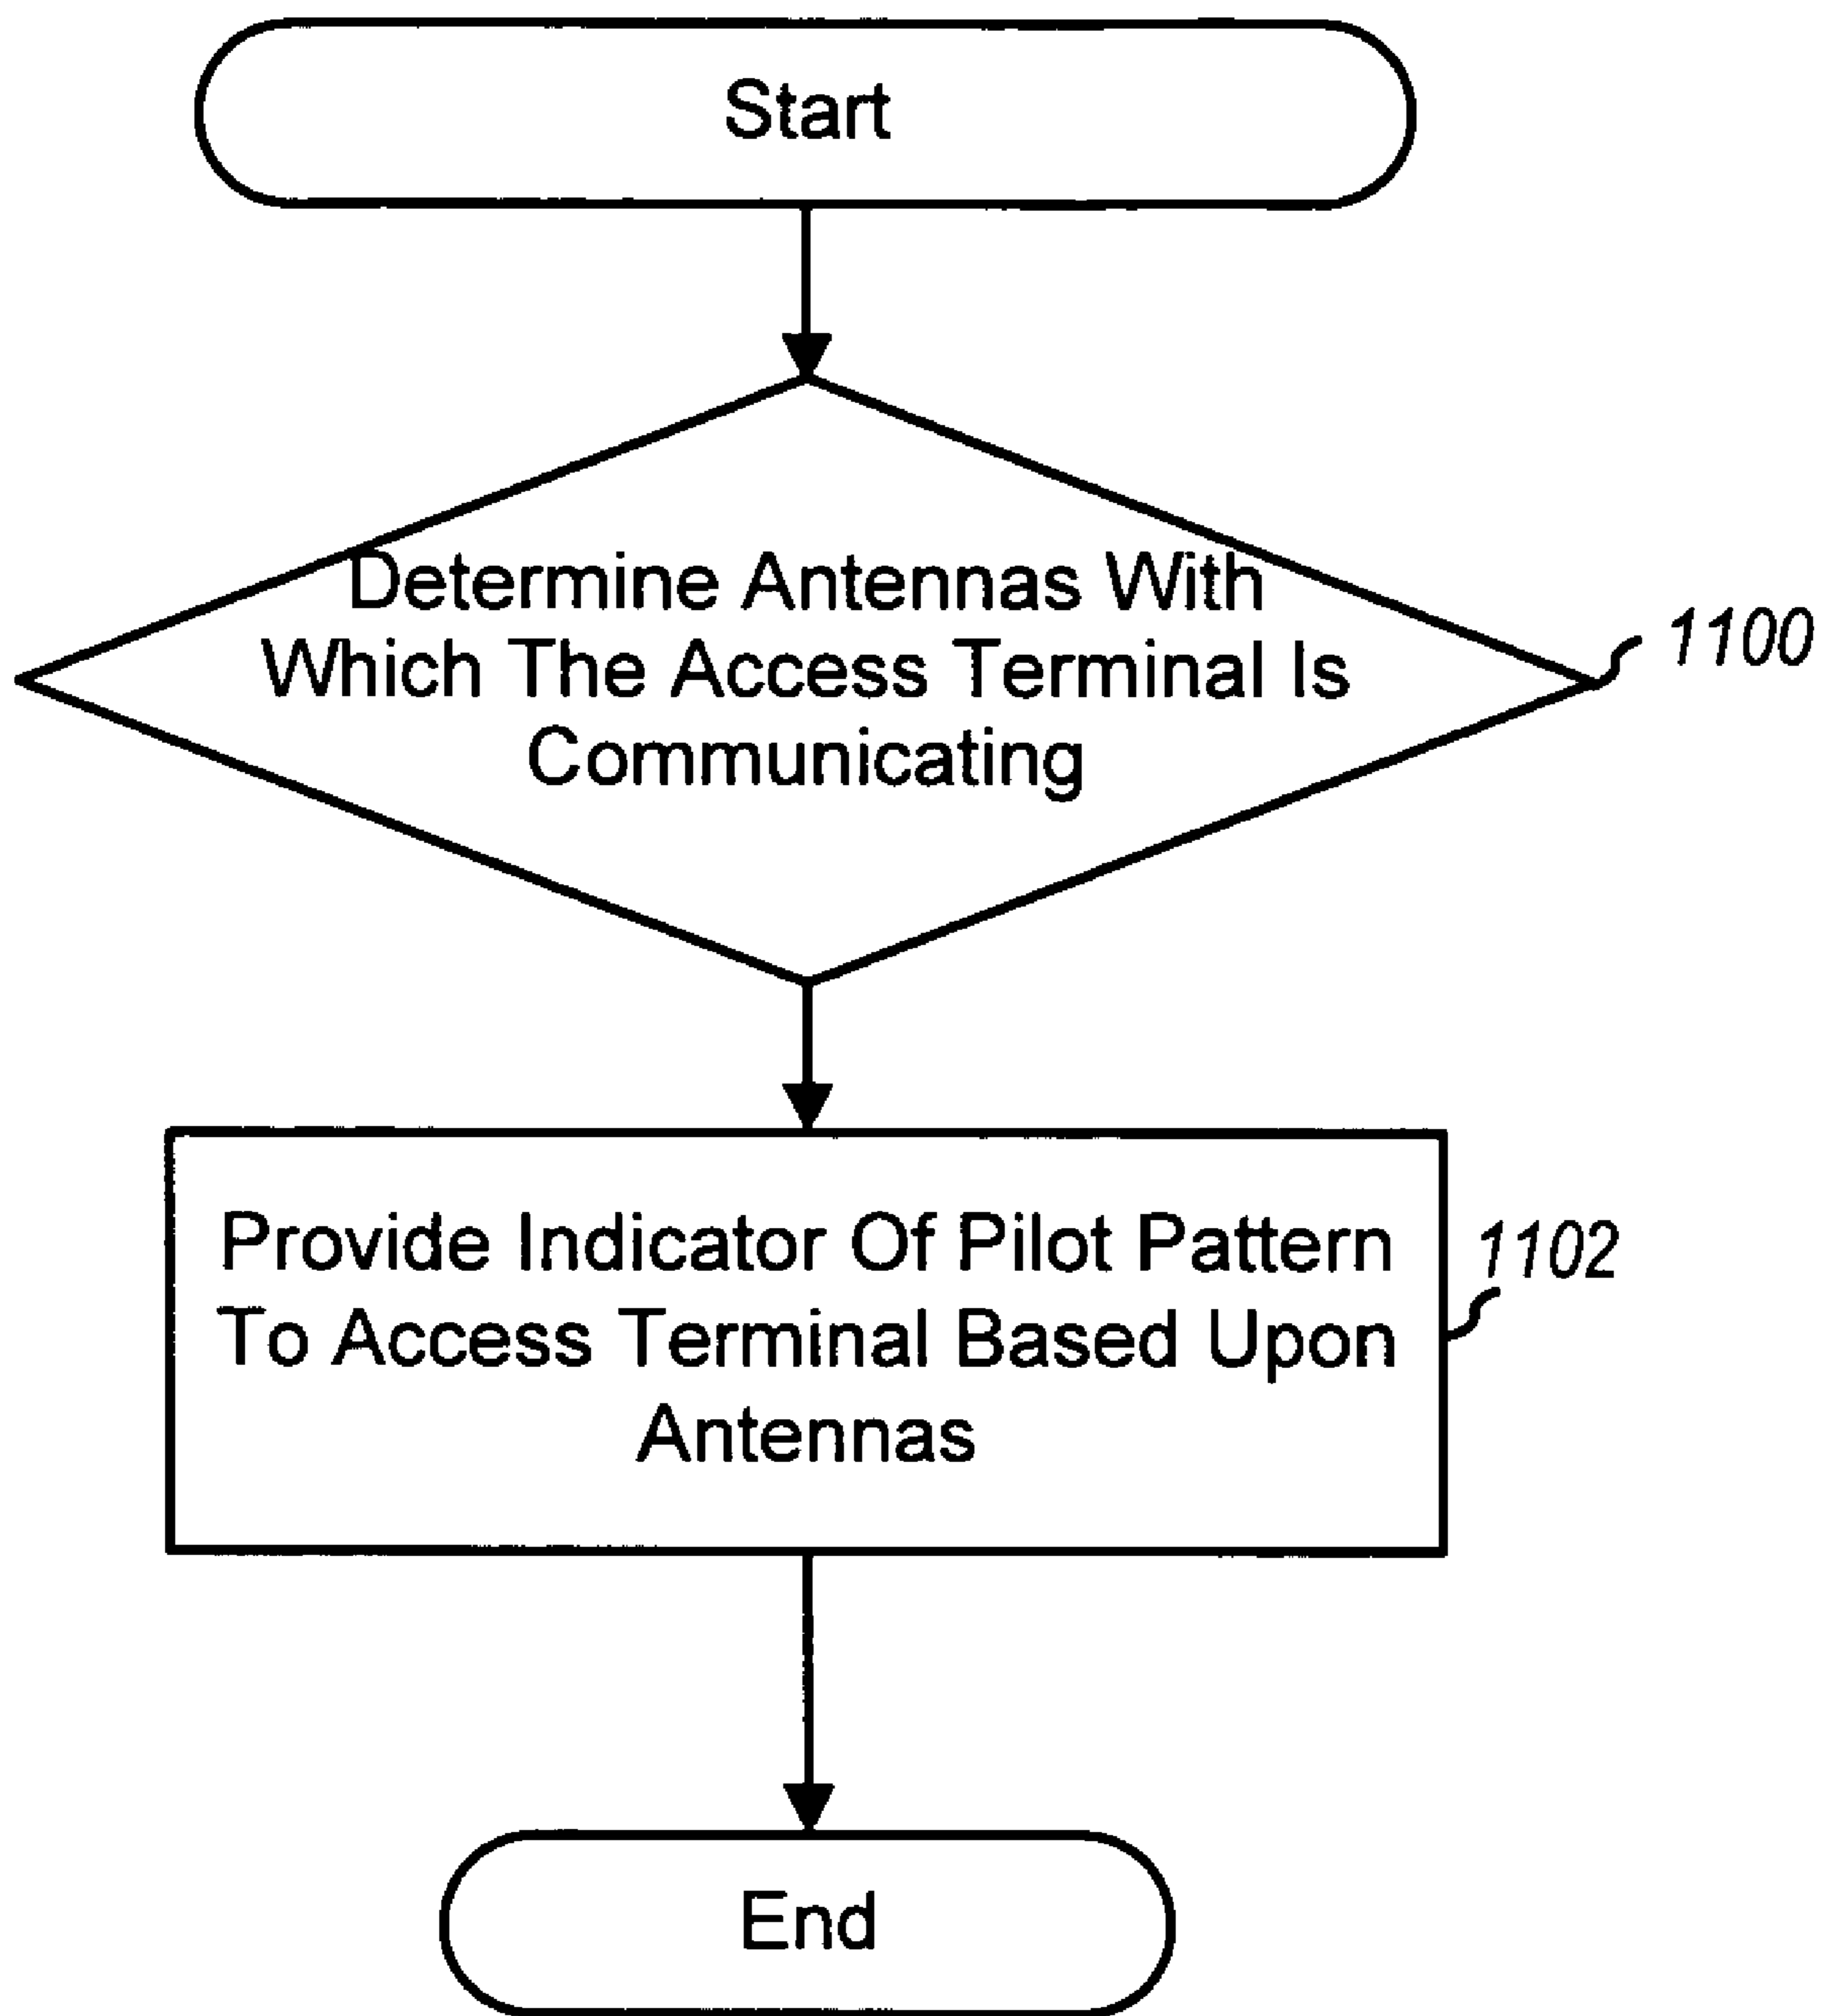 Start
Determine Antennas With
Which The Access Terminal Is
Communicating
1100
Provide Indicator Of Pilot Pattern
To Access Terminal Based Upon
Antennas
1102
End